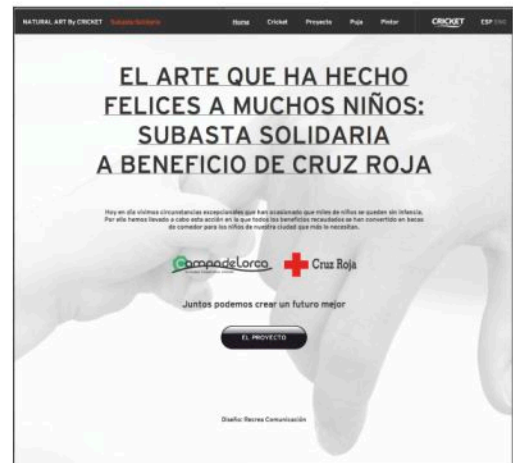 NATURAL ART By CRICKET Subasta Solidaria Home Cricket Proyecto Puja Pintor CRICKET ESP ENG
EL ARTE QUE HA HECHO
FELICES A MUCHOS NIÑOS:
SUBASTA SOLIDARIA
A BENEFICIO DE CRUZ ROJA
Hoy en día vivimos circunstancias excepcionales que han ocasionado que miles de niños se queden sin infancia.
Por ello hemos llevado a cabo esta acción en la que todos los beneficios recaudados se han convertido en becas
de comedor para los niños de nuestra ciudad que más lo necesitan.
CampodeLorca Cruz Roja
Juntos podemos crear un futuro mejor
EL PROYECTO
Diseño: Recrea Comunicación